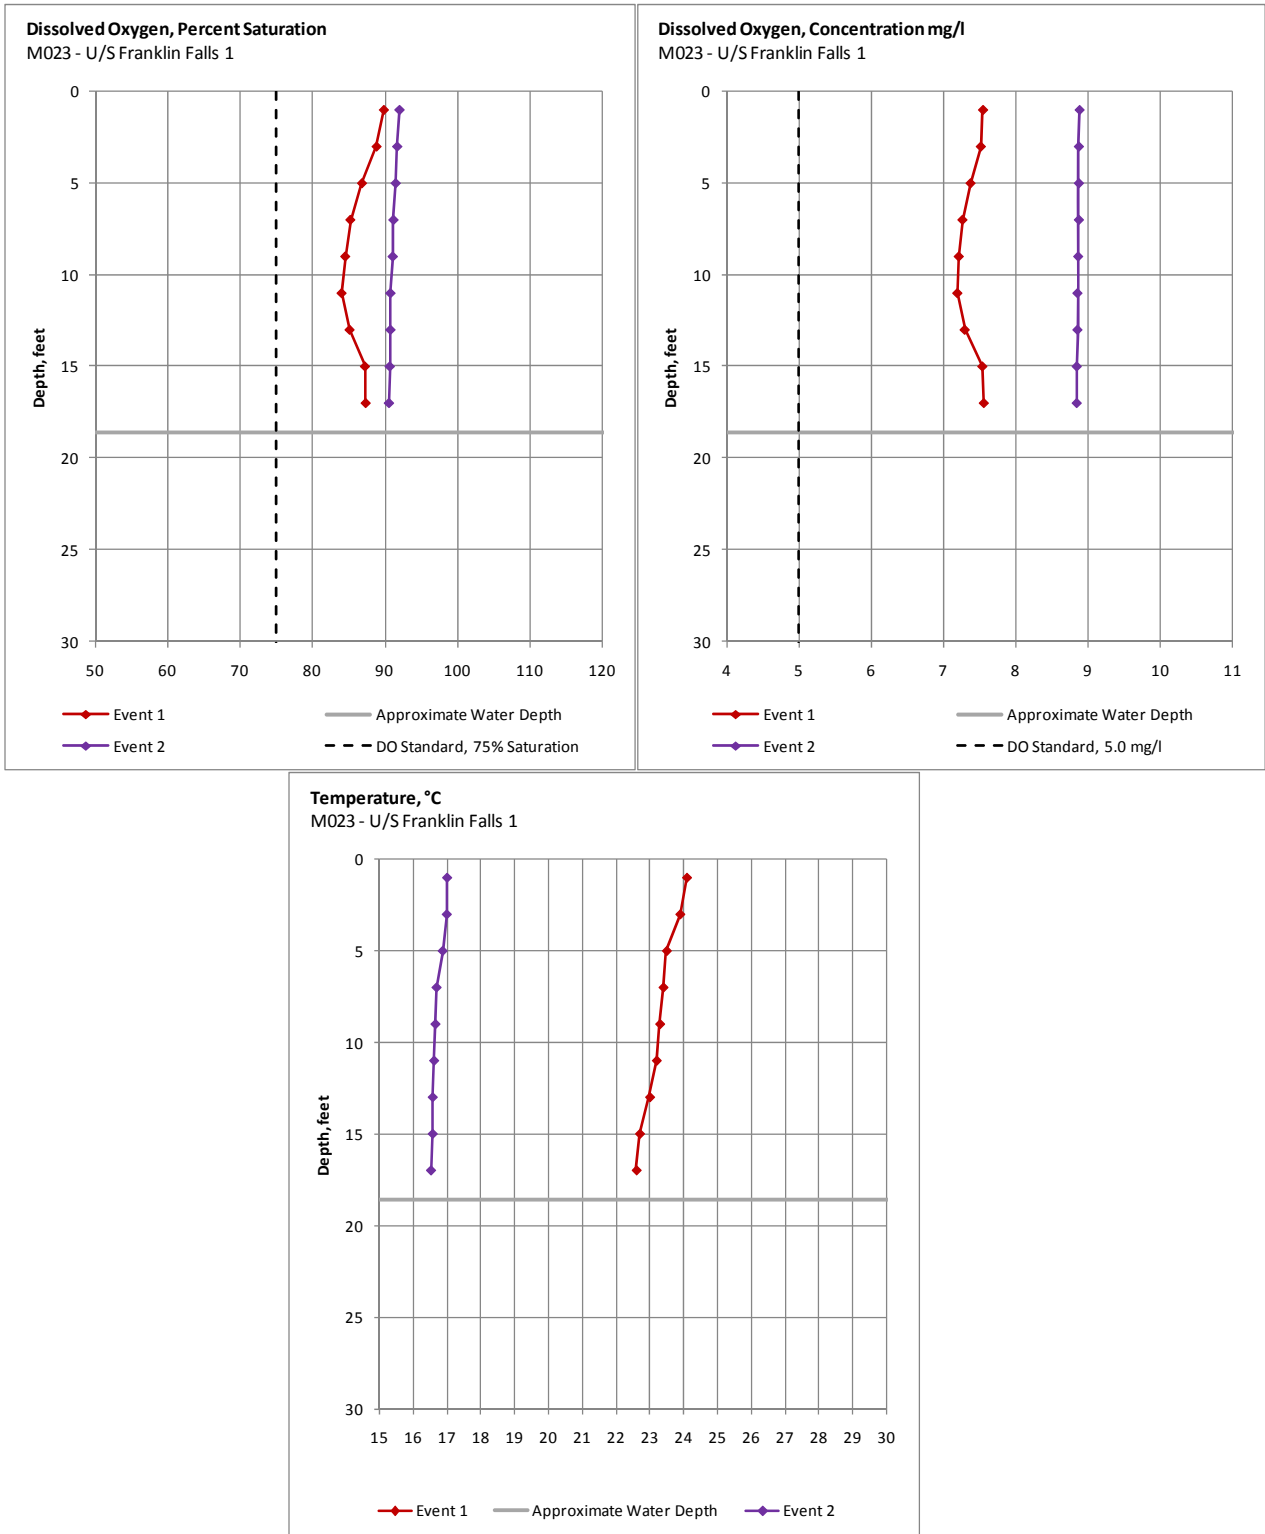 Dissolved Oxygen, Percent Saturation
M023 - U/S Franklin Falls 1
0
5
10
15
20
25
30
Depth, feet
50 60 70 80 90 100 110 120
Event 1 Approximate Water Depth
Event 2 DO Standard, 75% Saturation
Dissolved Oxygen, Concentration mg/l
M023 - U/S Franklin Falls 1
0
5
10
15
20
25
30
Depth, feet
4 5 6 7 8 9 10 11
Event 1 Approximate Water Depth
Event 2 DO Standard, 5.0 mg/l
Temperature, °C
M023 - U/S Franklin Falls 1
0
5
10
15
20
25
30
Depth, feet
15 16 17 18 19 20 21 22 23 24 25 26 27 28 29 30
Event 1 Approximate Water Depth Event 2